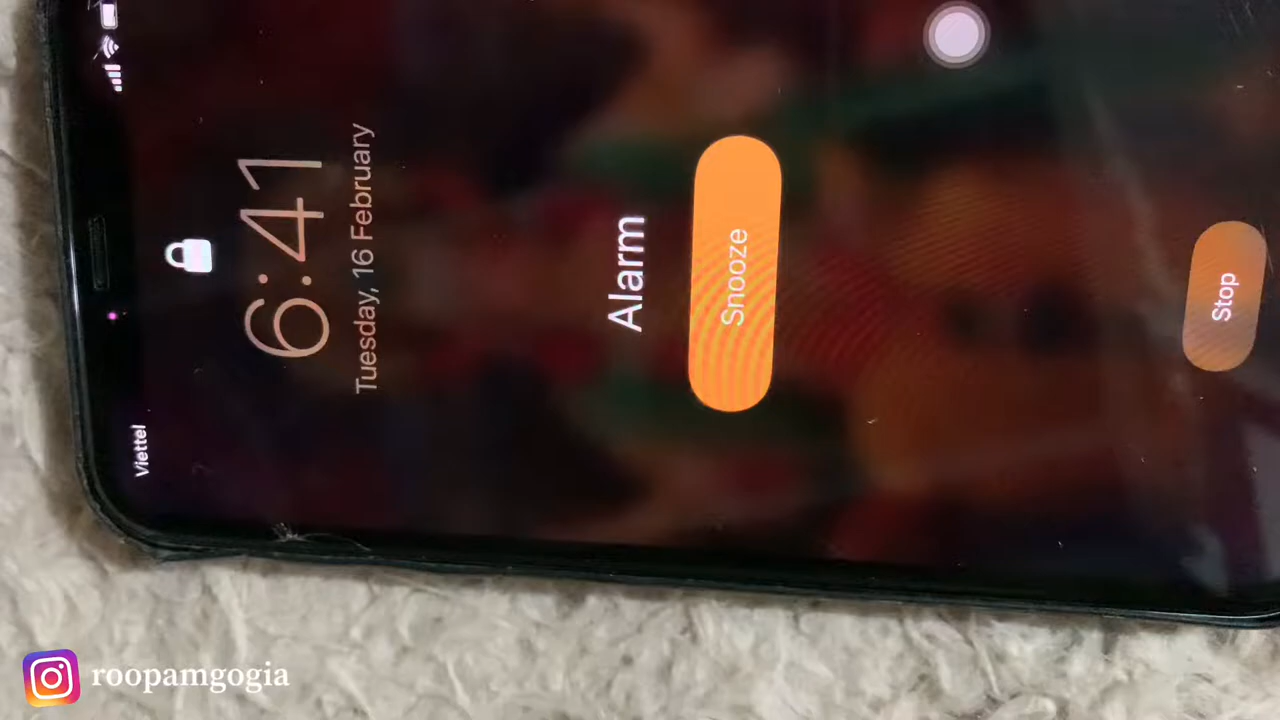 Viettel
6:41
Tuesday, 16 February
Alarm
Snooze
Stop
roopamgogia